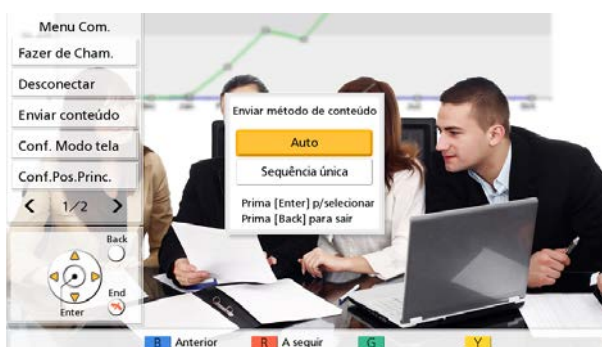 Menu Com.
Fazer de Cham.
Desconectar
Enviar conteúdo
Conf. Modo tela
Conf.Pos.Princ.
1/2
Back
End
Enter
Enviar método de conteúdo
Auto
Sequência única
Prima [Enter] p/selecionar
Prima [Back] para sair
B Anterior R A seguir G Y